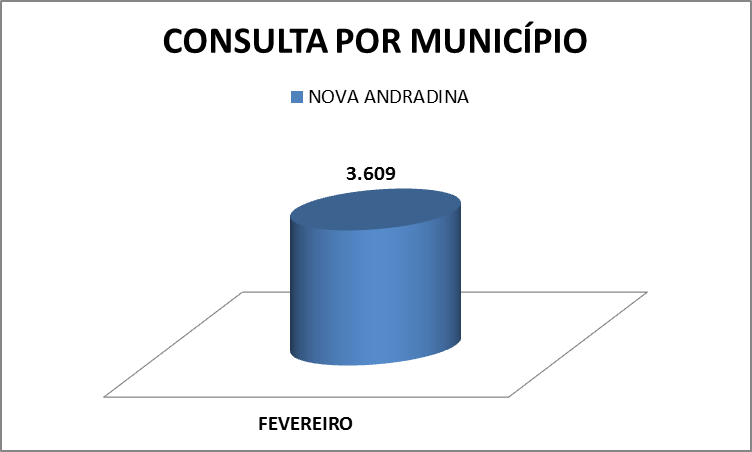 CONSULTA POR MUNICÍPIO
NOVA ANDRADINA
3.609
FEVEREIRO